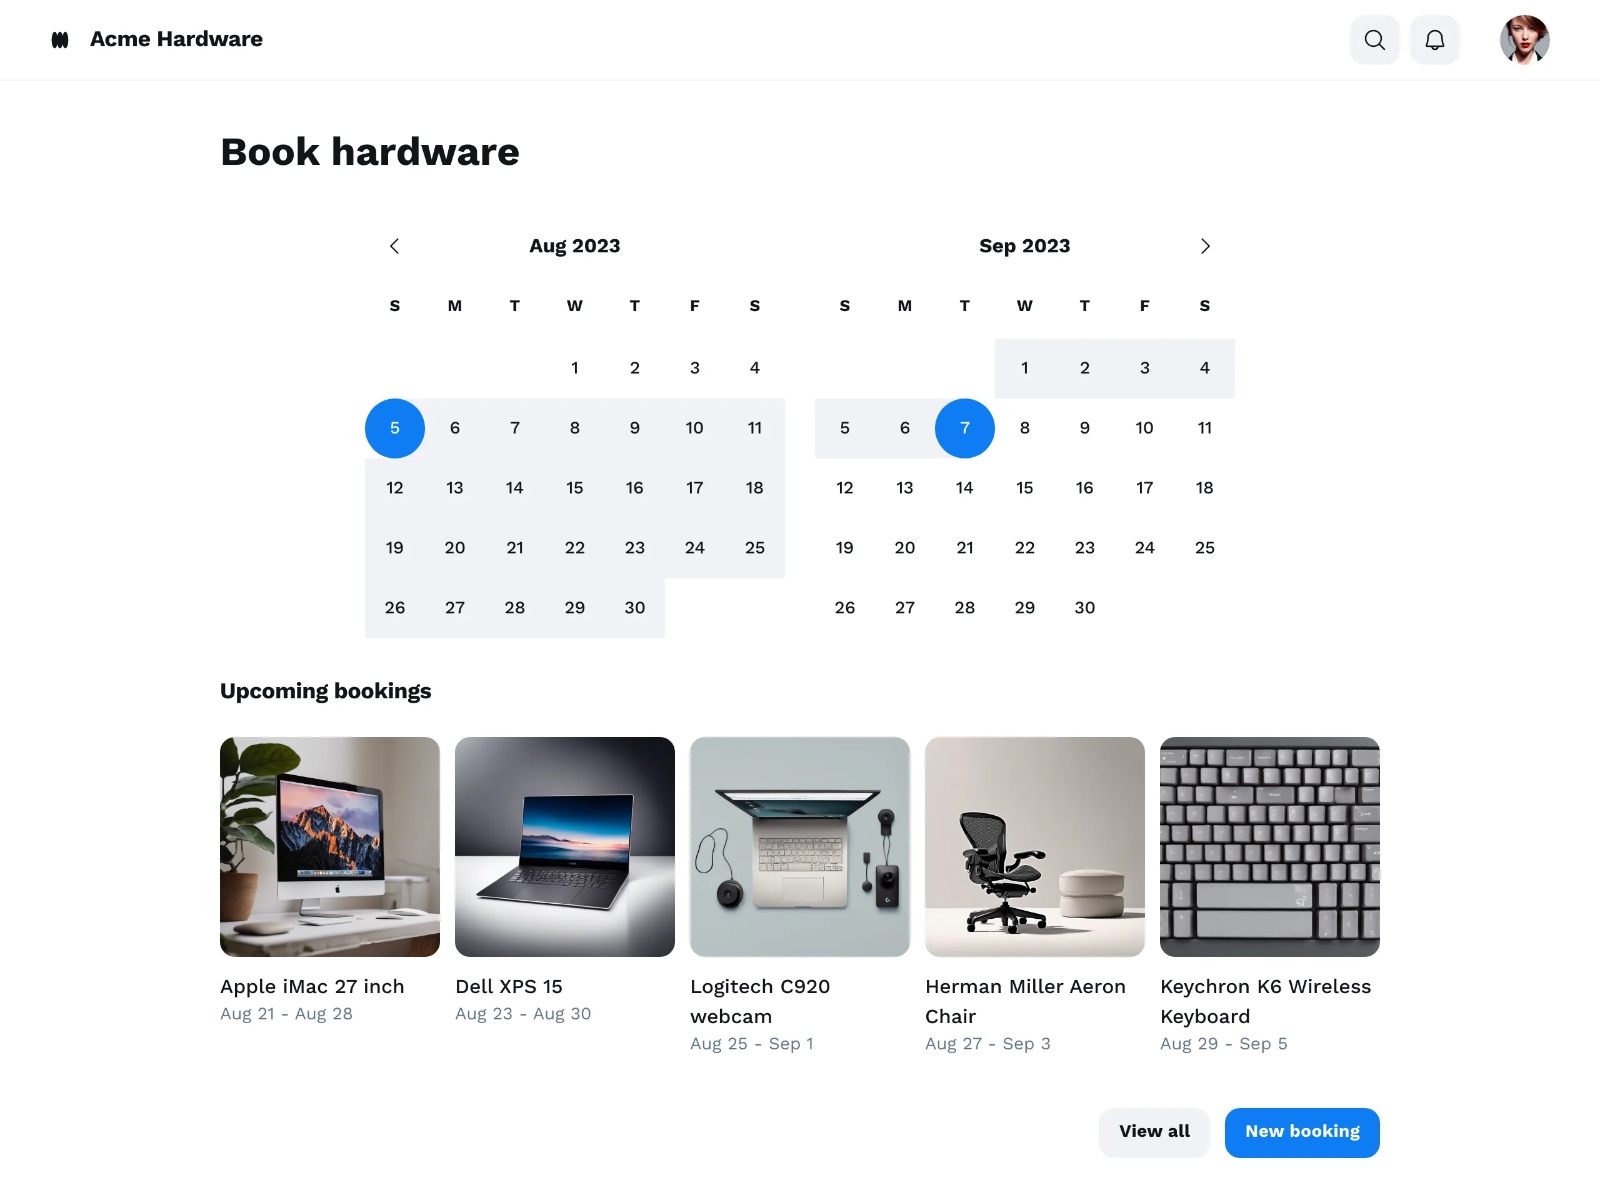 Acme Hardware
Book hardware
Aug 2023
Sep 2023
S M T W T F S
S M T W T F S
1 2 3 4
1 2 3 4
5 6 7 8 9 10 11
5 6 7 8 9 10 11
12 13 14 15 16 17 18
12 13 14 15 16 17 18
19 20 21 22 23 24 25
19 20 21 22 23 24 25
26 27 28 29 30
26 27 28 29 30
Upcoming bookings
Apple iMac 27 inch
Aug 21 - Aug 28
Dell XPS 15
Aug 23 - Aug 30
Logitech C920
webcam
Aug 25 - Sep 1
Herman Miller Aeron
Chair
Aug 27 - Sep 3
Keychron K6 Wireless
Keyboard
Aug 29 - Sep 5
View all
New booking